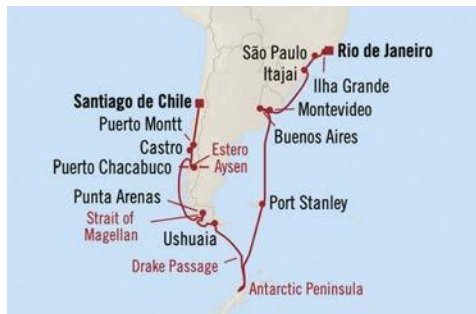 São Paulo
Rio de Janeiro
Itajai
Ilha Grande
Santiago de Chile
Montevideo
Puerto Montt
Buenos Aires
Castro
Estero
Puerto Chacabuco
Aysen
Punta Arenas
Port Stanley
Strait of
Magellan
Ushuaia
Drake Passage
Antarctic Peninsula